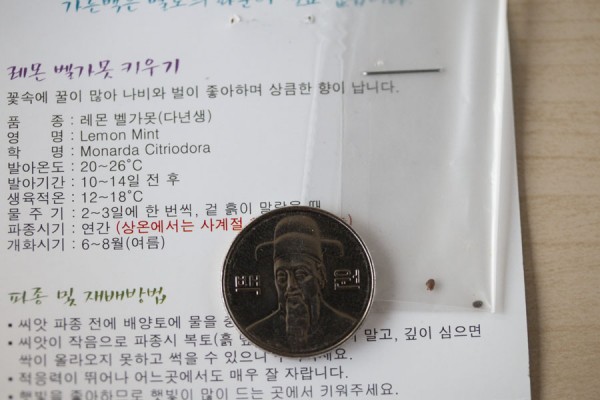 레몬 벨가못 키우기
꽃속에 꿀이 많아 나비와 벌이 좋아하며 상큼한 향이 납니다.
품 종 : 레몬 벨가못(다년생)
영 명 : Lemon Mint
학 명 : Monarda Citriodora
발아온도 : 20~26°C
발아기간 : 10~14일 전 후
생육적온 : 12~18°C
물 주 기 : 2~3일에 한 번씩, 겉 흙이 말랐을 때
파종시기 : 연간 (상온에서는 사계절
개화시기 : 6~8월(여름)
백 원
파종 및 재배방법
• 씨앗 파종 전에 배양토에 물을
• 씨앗이 작음으로 파종시 복토(흙 말고, 깊이 심으면
싹이 올라오지 못하고 썩을 수 있으니
• 적응력이 뛰어나 어느곳에서도 매우 잘 자랍니다.
• 햇빛을 좋아하므로 햇빛이 많이 드는 곳에서 키워주세요.